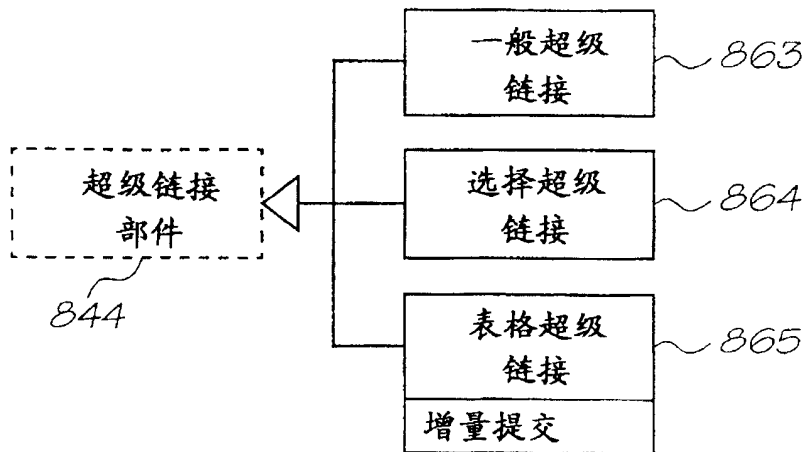 一般超级
链接
863
超级链接
部件
844
选择超级
链接
864
表格超级
链接
865
增量提交